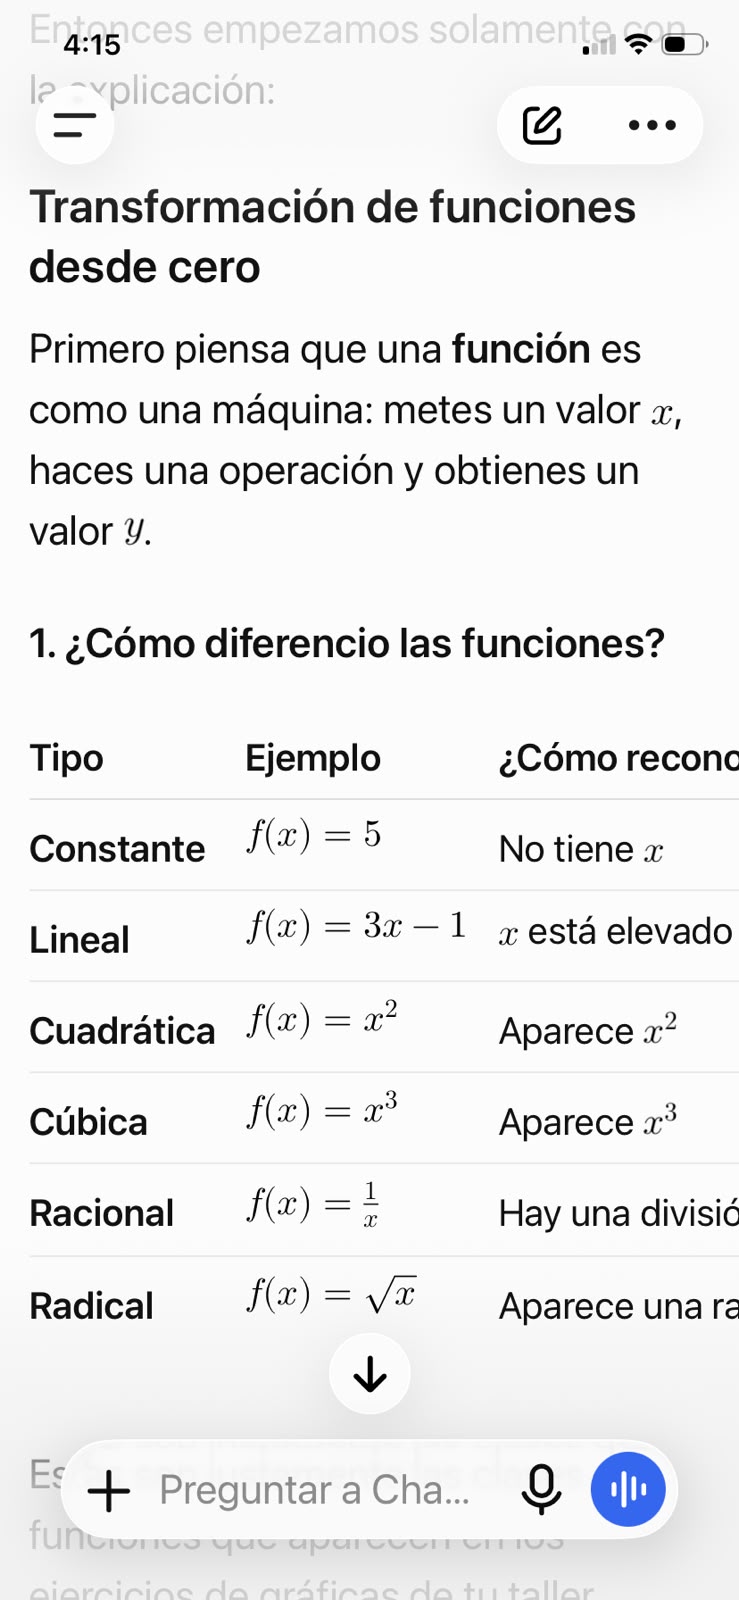 Entonces empezamos solamente con
4:15
la explicación:
Transformación de funciones
desde cero
Primero piensa que una función es
como una máquina: metes un valor x,
haces una operación y obtienes un
valor y.
1. ¿Cómo diferencio las funciones?
Tipo Ejemplo ¿Cómo recono
Constante f(x) = 5 No tiene x
Lineal f(x) = 3x − 1 x está elevado
Cuadrática f(x) = x² Aparece x²
Cúbica f(x) = x³ Aparece x³
Racional f(x) = 1/x Hay una divisió
Radical f(x) = √x Aparece una ra
Preguntar a Cha...
funciones que aparecen en los
ejercicios de gráficas de tu taller